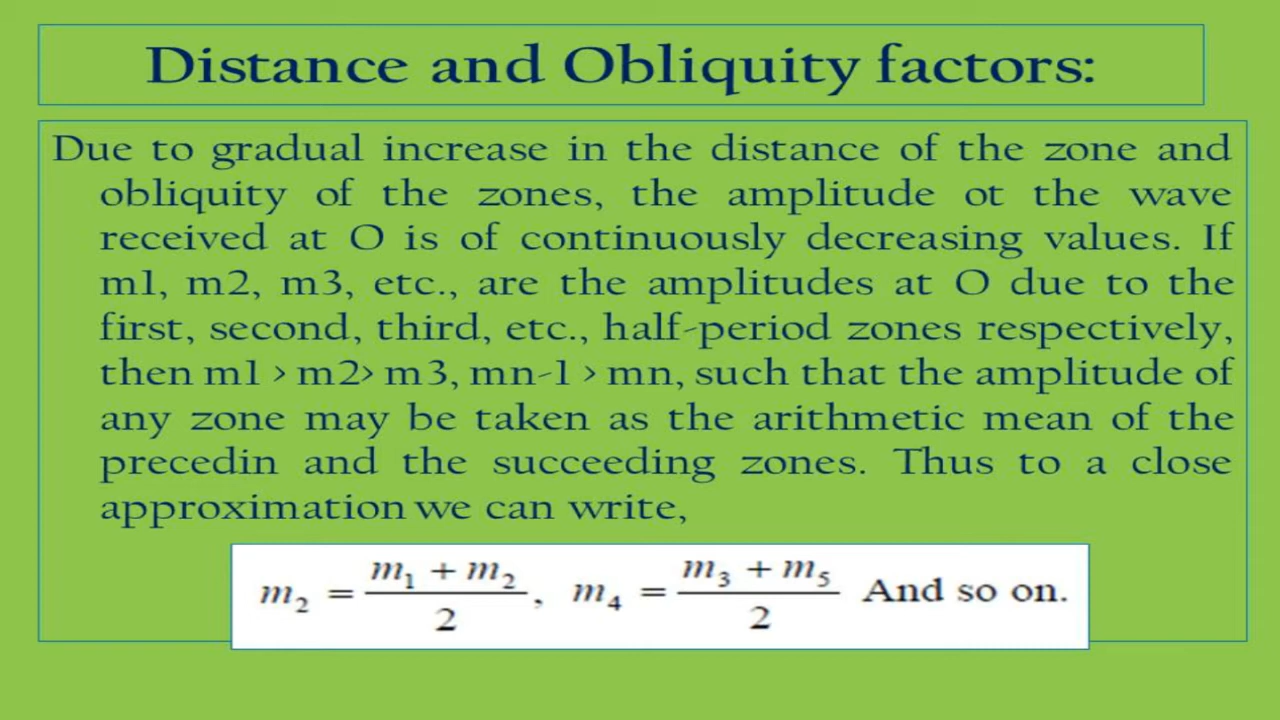 Distance and Obliquity factors:
Due to gradual increase in the distance of the zone and
obliquity of the zones, the amplitude ot the wave
received at O is of continuously decreasing values. If
m1, m2, m3, etc., are the amplitudes at O due to the
first, second, third, etc., half-period zones respectively,
then m1 > m2> m3, mn-1 > mn, such that the amplitude of
any zone may be taken as the arithmetic mean of the
precedin and the succeeding zones. Thus to a close
approximation we can write,
m₂ = (m₁ + m₂)/2, m₄ = (m₃ + m₅)/2 And so on.